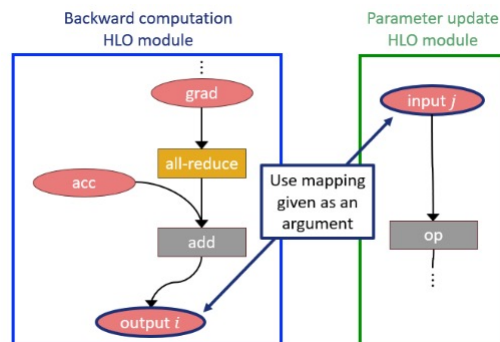 Backward computation
HLO module
Parameter update
HLO module
grad
input j
all-reduce
acc
Use mapping
given as an
argument
add
op
output i